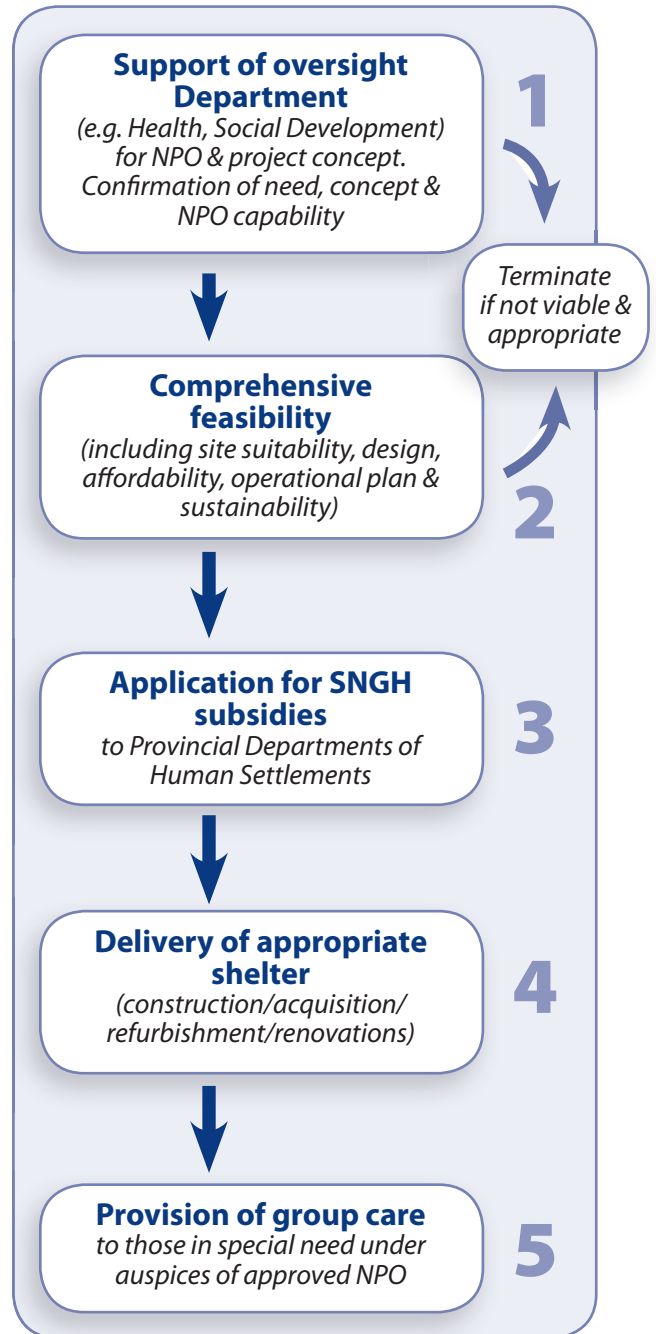 Support of oversight
Department
(e.g. Health, Social Development)
for NPO & project concept.
Confirmation of need, concept &
NPO capability
1
Terminate
if not viable &
appropriate
Comprehensive
feasibility
(including site suitability, design,
affordability, operational plan &
sustainability)
2
Application for SNGH
subsidies
to Provincial Departments of
Human Settlements
3
Delivery of appropriate
shelter
(construction/acquisition/
refurbishment/renovations)
4
Provision of group care
to those in special need under
auspices of approved NPO
5